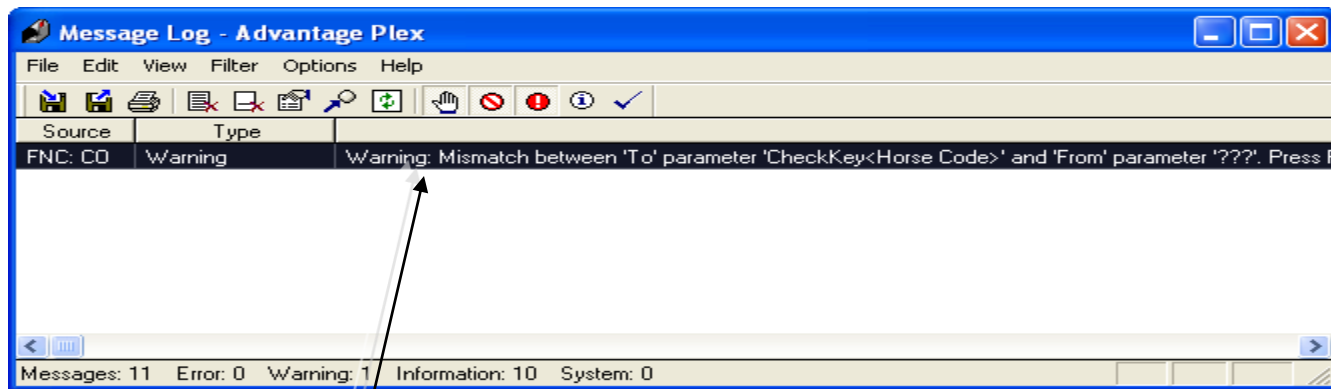 Message Log - Advantage Plex
File Edit View Filter Options Help
Source Type
FNC: CO Warning Warning: Mismatch between 'To' parameter 'CheckKey<Horse Code>' and 'From' parameter '???'. Press
Messages: 11 Error: 0 Warning: 1 Information: 10 System: 0